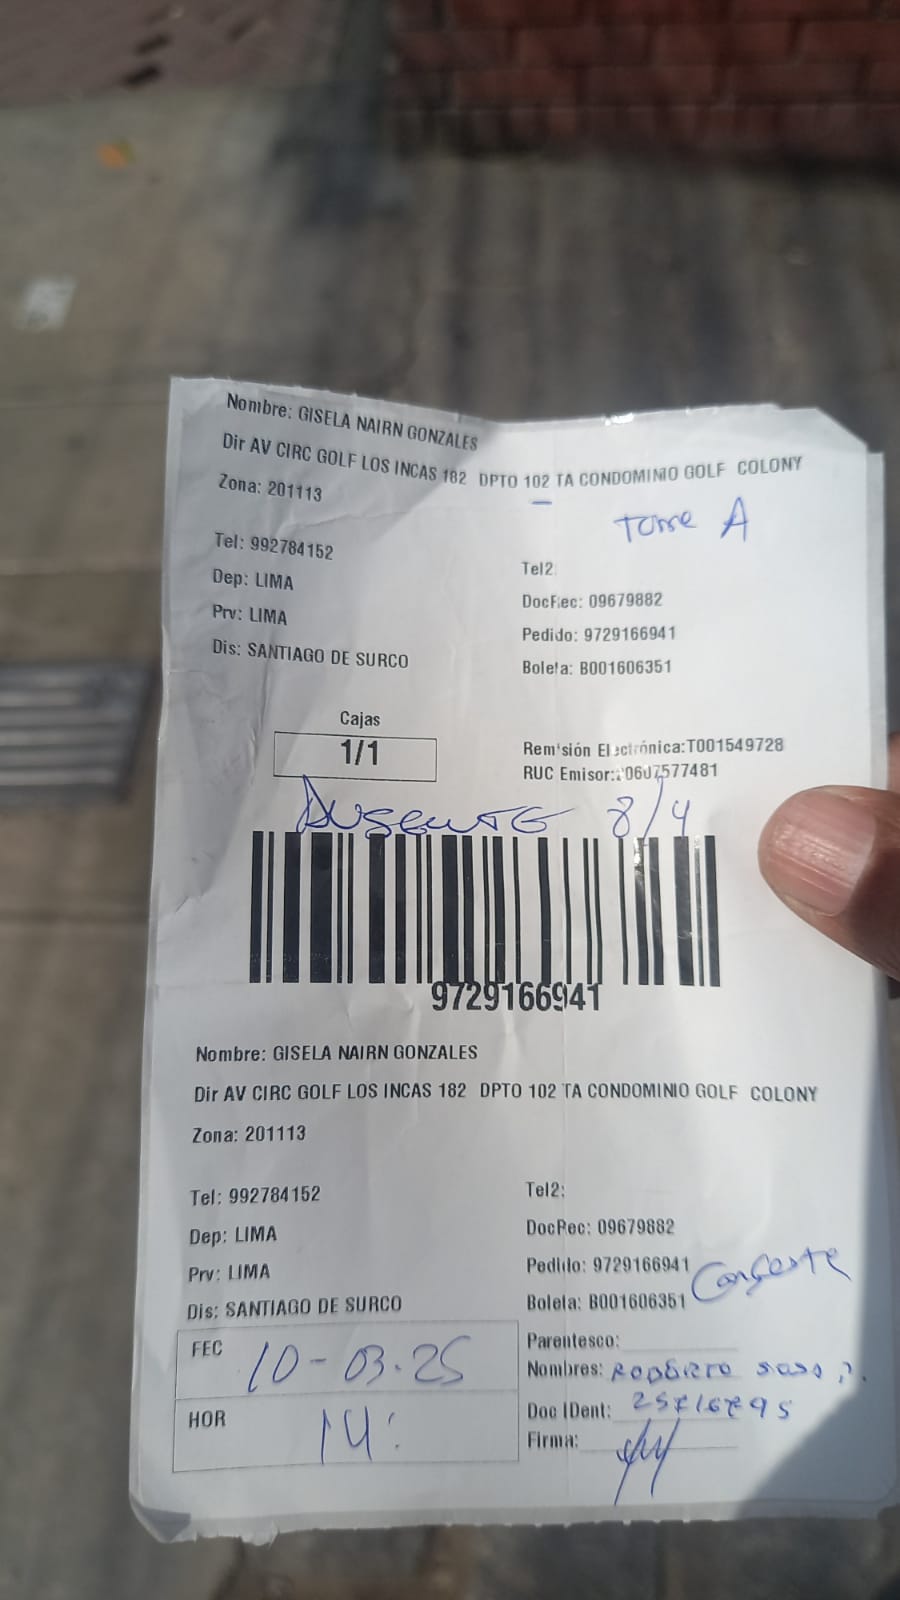 Nombre: GISELA NAIRN GONZALES
Dir AV CIRC GOLF LOS INCAS 182 DPTO 102 TA CONDOMINIO GOLF COLONY
Zona: 201113
Torre A
Tel: 992784152
Tel2:
Dep: LIMA
DocRec: 09679882
Prv: LIMA
Pedido: 9729166941
Dis: SANTIAGO DE SURCO
Boleta: B001606351
Cajas
1/1
Remisión Electrónica:T001549728
RUC Emisor:20607577481
Ausente 8/4
9729166941
Nombre: GISELA NAIRN GONZALES
Dir AV CIRC GOLF LOS INCAS 182 DPTO 102 TA CONDOMINIO GOLF COLONY
Zona: 201113
Tel: 992784152
Tel2:
Dep: LIMA
DocRec: 09679882
Prv: LIMA
Pedido: 9729166941
Dis: SANTIAGO DE SURCO
Boleta: B001606351
FEC 10-03-25
Parentesco:
Nombres: ROBERTO
HOR 14:
Doc IDent:
Firma: